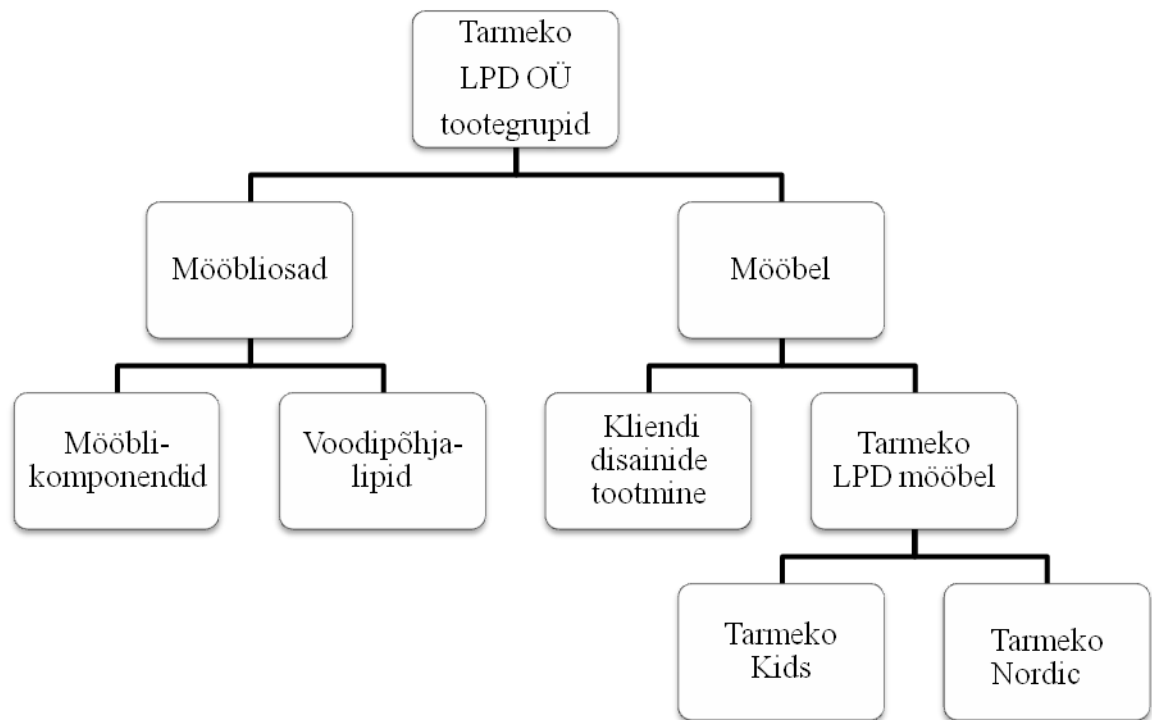 Tarmeko
LPD OÜ
tootegrupid
Mööbliosad
Mööbel
Mööbli-
komponendid
Voodipõhja-
lipid
Kliendi
disainide
tootmine
Tarmeko
LPD mööbel
Tarmeko
Kids
Tarmeko
Nordic